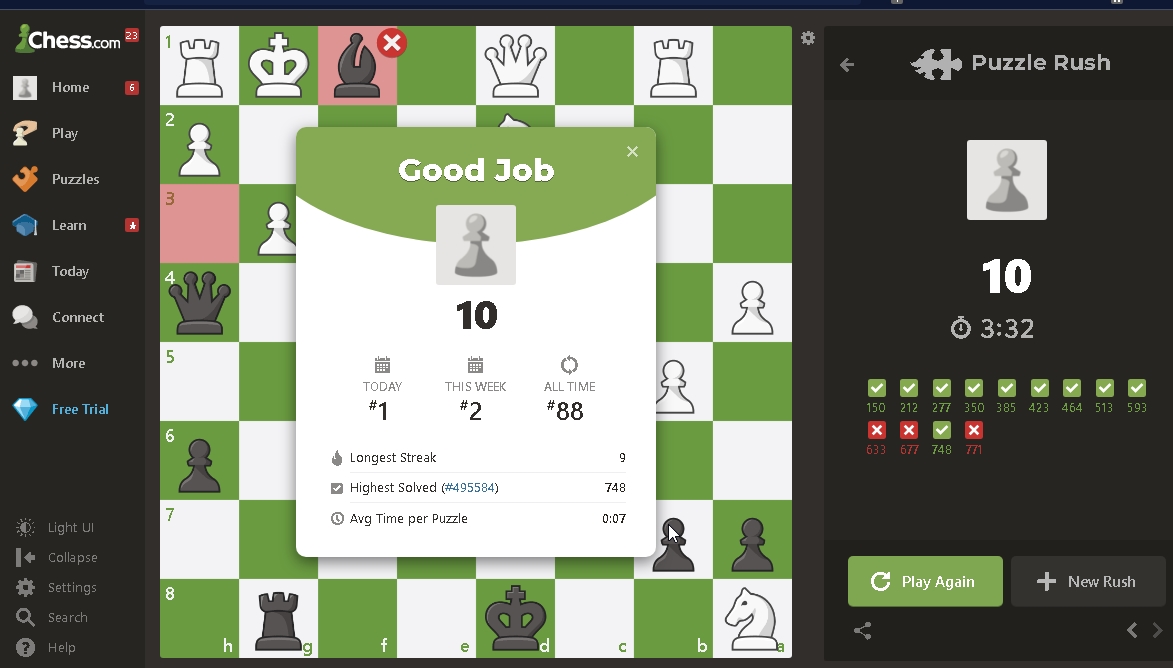 Chess.com
23
Home
6
Play
Puzzles
Learn
Today
Connect
More
Free Trial
Light UI
Collapse
Settings
Search
Help
1
2
3
4
5
6
7
8
h
g
f
e
d
c
b
a
Good Job
10
TODAY
#1
THIS WEEK
#2
ALL TIME
#88
Longest Streak 9
Highest Solved (#495584) 748
Avg Time per Puzzle 0:07
Puzzle Rush
10
3:32
150 212 277 350 385 423 464 513 593
633 677 748 771
Play Again
New Rush